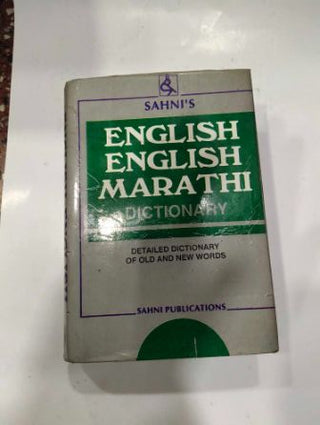 SAHNI'S
ENGLISH
ENGLISH
MARATHI
DICTIONARY
DETAILED DICTIONARY
OF OLD AND NEW WORDS
SAHNI PUBLICATIONS